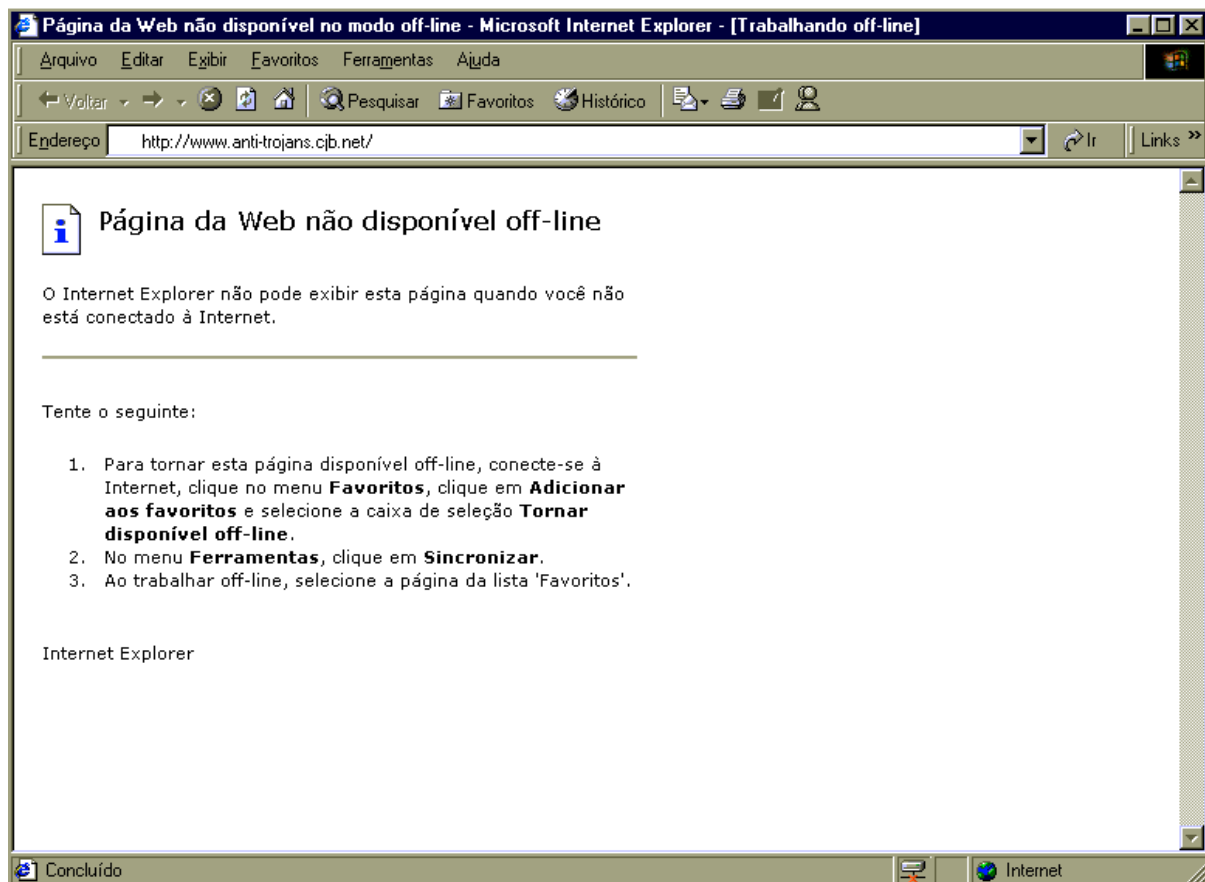 Página da Web não disponível no modo off-line - Microsoft Internet Explorer - [Trabalhando off-line]
Arquivo Editar Exibir Favoritos Ferramentas Ajuda
Voltar Pesquisar Favoritos Histórico
Endereço http://www.anti-trojans.cjb.net/ Ir Links »
Página da Web não disponível off-line
O Internet Explorer não pode exibir esta página quando você não
está conectado à Internet.
Tente o seguinte:
1. Para tornar esta página disponível off-line, conecte-se à
Internet, clique no menu Favoritos, clique em Adicionar
aos favoritos e selecione a caixa de seleção Tornar
disponível off-line.
2. No menu Ferramentas, clique em Sincronizar.
3. Ao trabalhar off-line, selecione a página da lista 'Favoritos'.
Internet Explorer
Concluído Internet